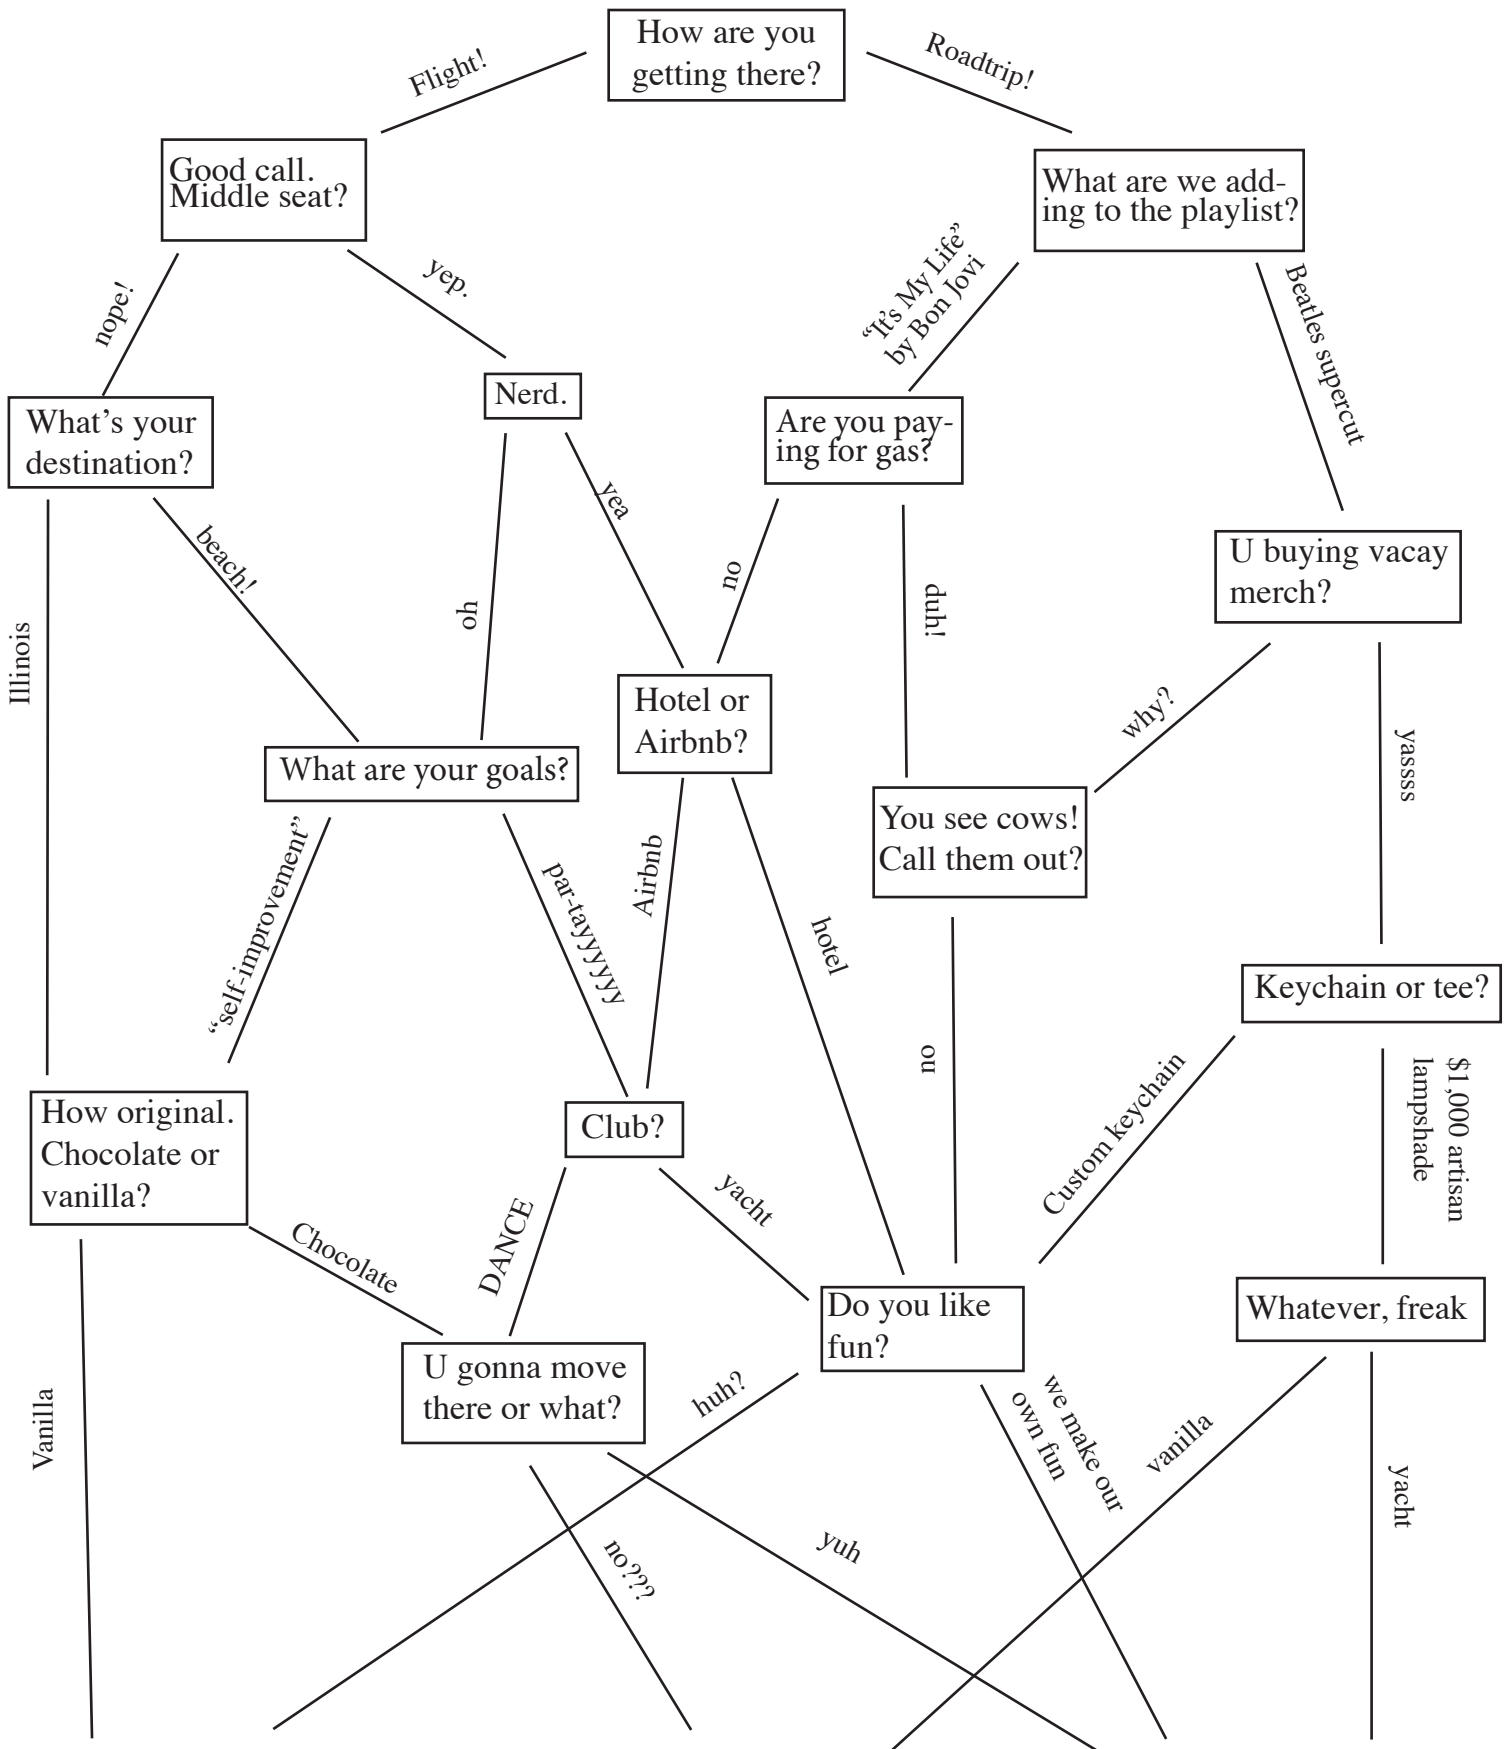 How are you
getting there?
Flight!
Roadtrip!
Good call.
Middle seat?
What are we add-
ing to the playlist?
nope!
yep.
“It’s My Life”
by Bon Jovi
Beatles supercut
Nerd.
What’s your
destination?
Are you pay-
ing for gas?
beach!
oh
yea
no
duh!
U buying vacay
merch?
Illinois
Hotel or
Airbnb?
why?
yassss
What are your goals?
You see cows!
Call them out?
“self-improvement”
par-tayyyyyy
Airbnb
hotel
no
Keychain or tee?
Custom keychain
$1,000 artisan
lampshade
How original.
Chocolate or
vanilla?
Club?
Chocolate
DANCE
yacht
Do you like
fun?
Whatever, freak
U gonna move
there or what?
Vanilla
huh?
we make our
own fun
vanilla
yacht
no???
yuh